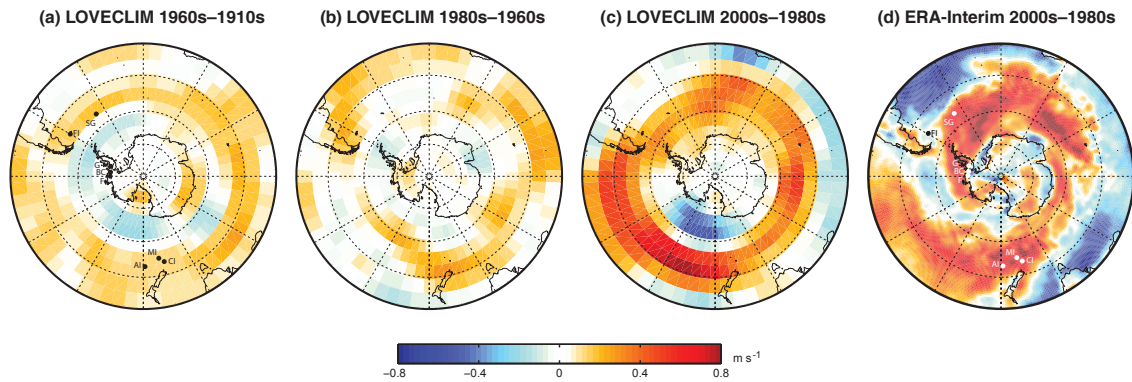 (a) LOVECLIM 1960s–1910s
(b) LOVECLIM 1980s–1960s
(c) LOVECLIM 2000s–1980s
(d) ERA-Interim 2000s–1980s
SG
FI
BC
F
MI
AI
CI
SG
FI
BC
MI
AI
CI
−0.8
−0.4
0
0.4
0.8
m s⁻¹